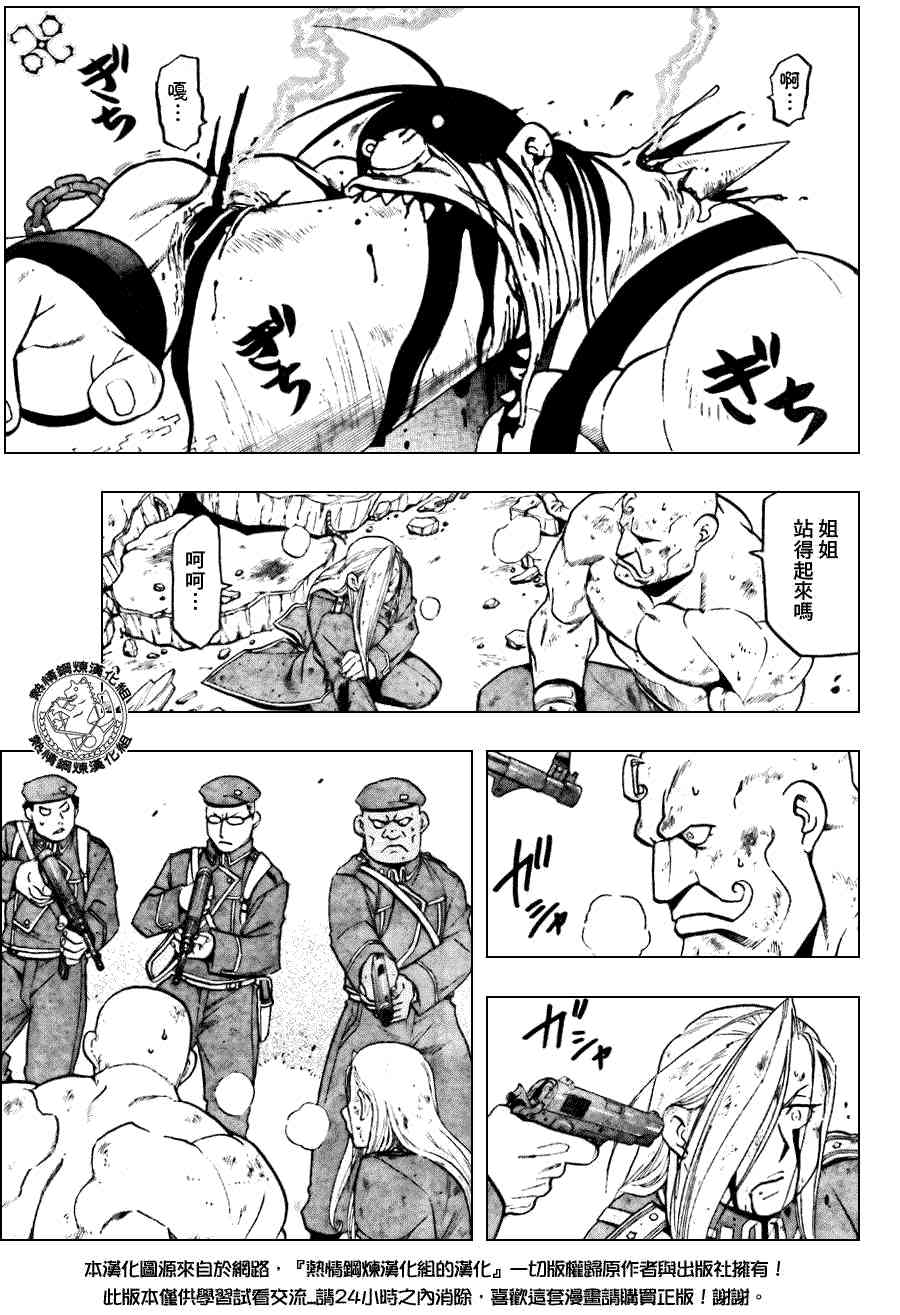 啊…
嘎…
ぎち
ぎち
ぎち
姐姐
站得起來嗎
呵呵…
熱情鋼煉漢化組
熱情鋼煉漢化組
ガシャ
ガシャ
本漢化圖源來自於網路，『熱情鋼煉漢化組的漢化』一切版權歸原作者與出版社擁有！
此版本僅供學習試看交流…請24小時之內消除，喜歡這套漫畫請購買正版！謝謝。